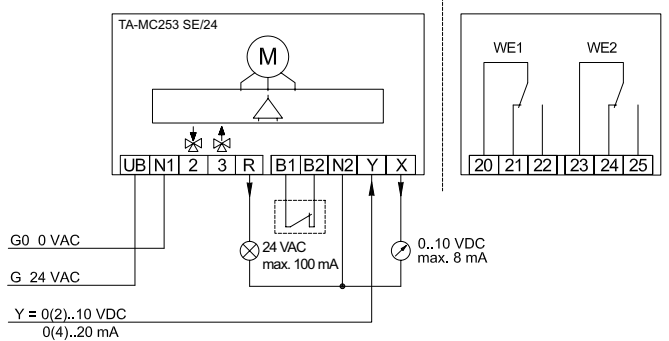 TA-MC253 SE/24
M
UB N1 2 3 R B1 B2 N2 Y X
WE1 WE2
20 21 22 23 24 25
G0 0 VAC
G 24 VAC
24 VAC
max. 100 mA
0..10 VDC
max. 8 mA
Y = 0(2)..10 VDC
0(4)..20 mA